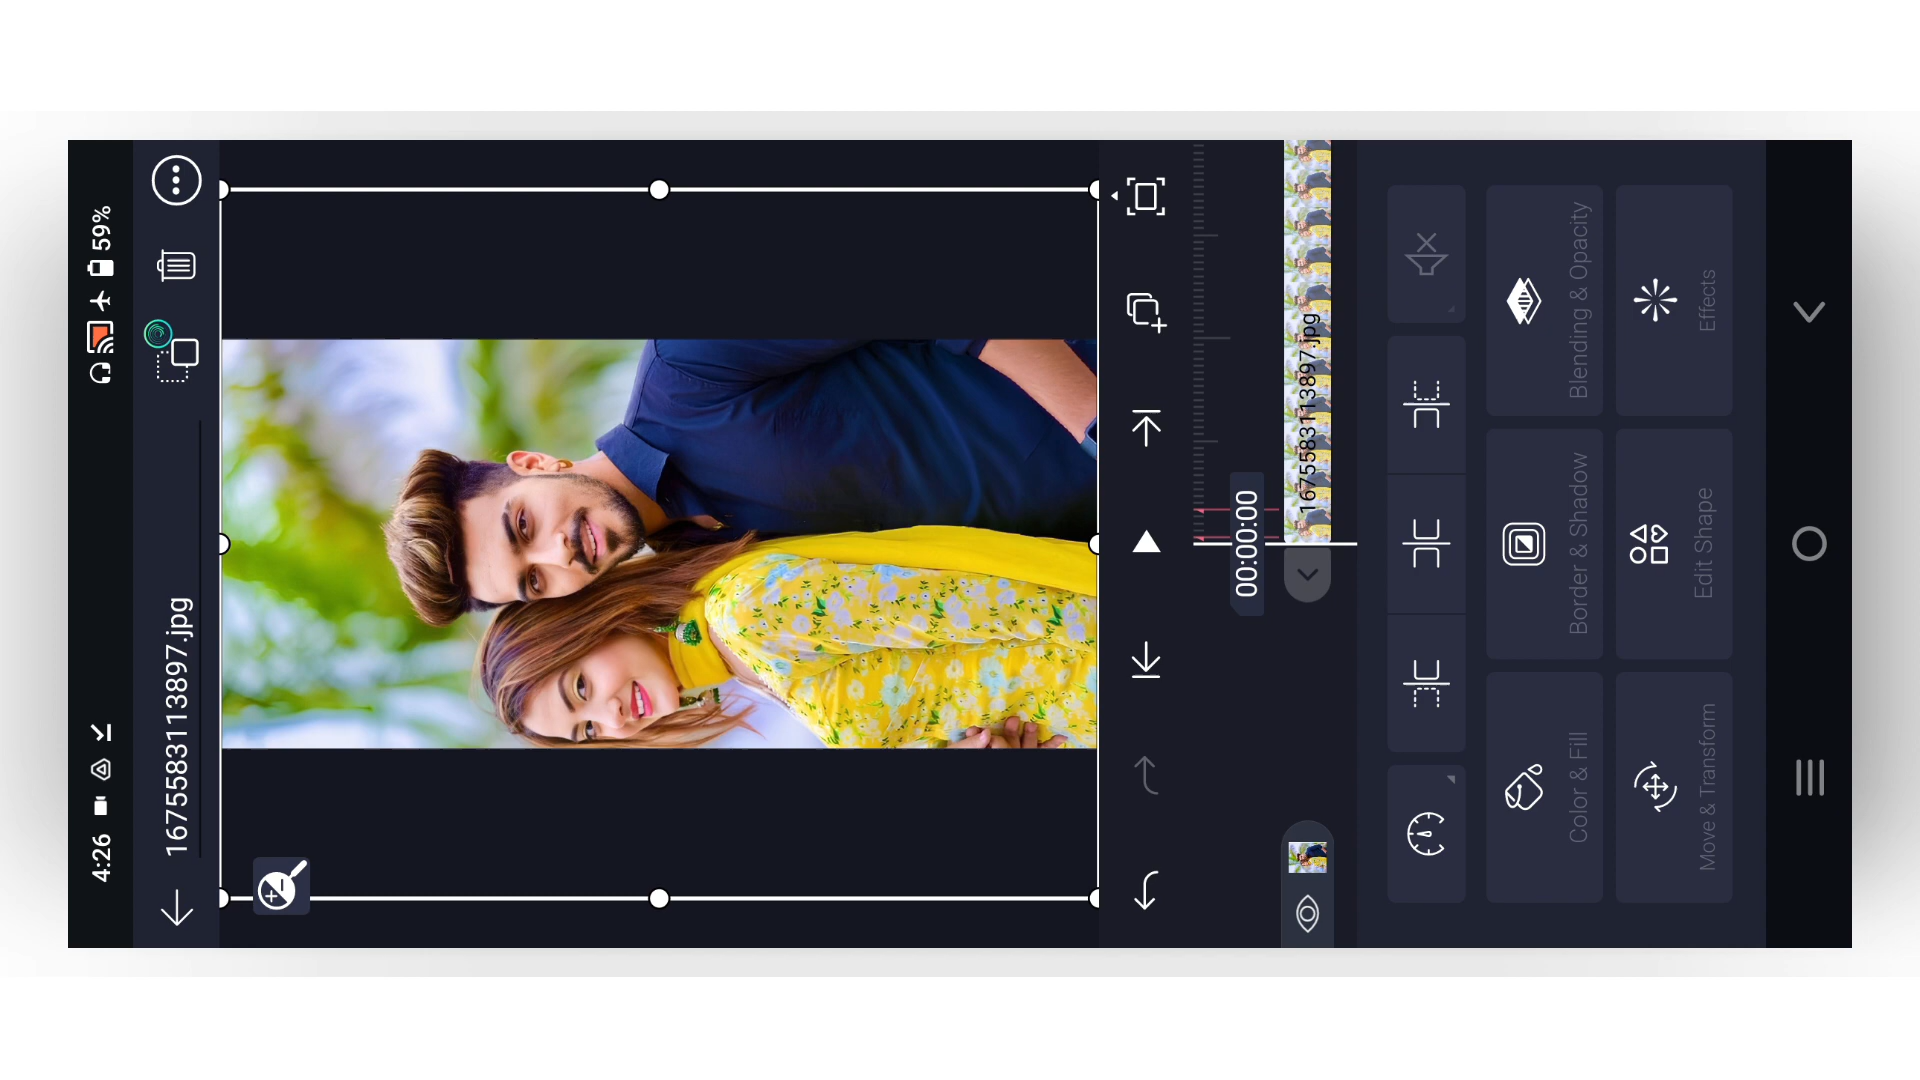 4:26
59%
1675583113897.jpg
00:00:00
1675583113897.jpg
Color & Fill
Border & Shadow
Blending & Opacity
Move & Transform
Edit Shape
Effects